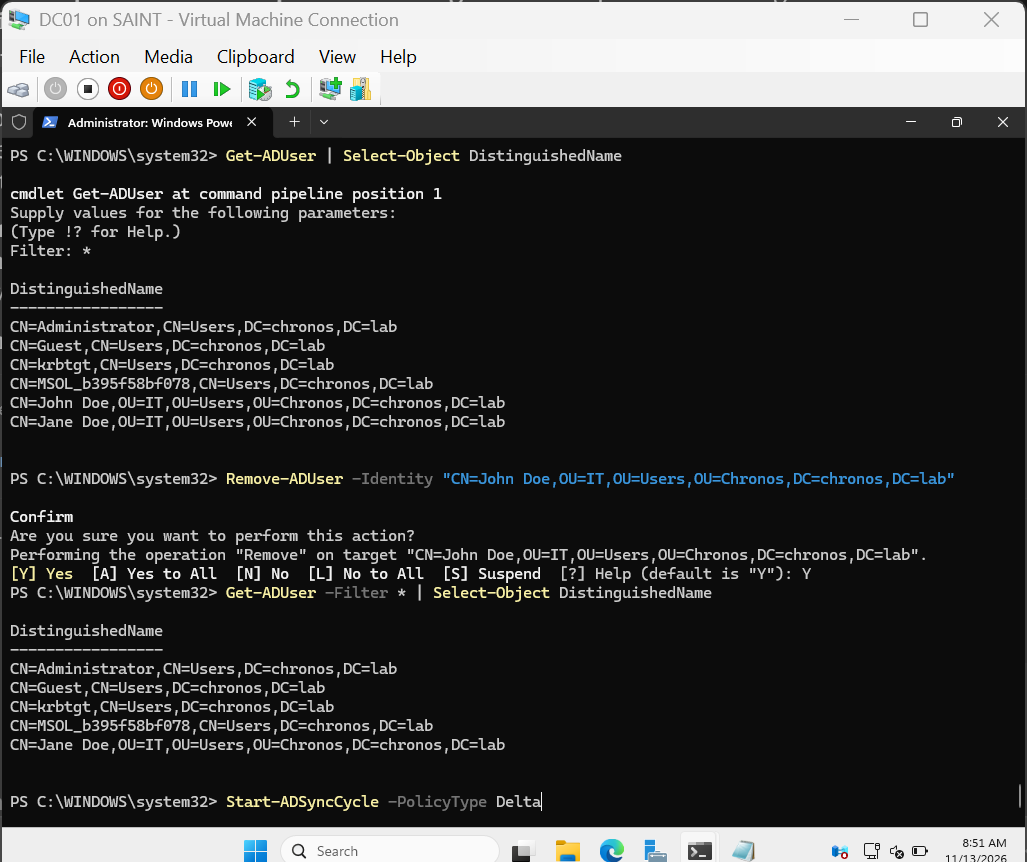 DC01 on SAINT - Virtual Machine Connection
File Action Media Clipboard View Help
Administrator: Windows Powe
PS C:\WINDOWS\system32> Get-ADUser | Select-Object DistinguishedName
cmdlet Get-ADUser at command pipeline position 1
Supply values for the following parameters:
(Type !? for Help.)
Filter: *
DistinguishedName
-----------------
CN=Administrator,CN=Users,DC=chronos,DC=lab
CN=Guest,CN=Users,DC=chronos,DC=lab
CN=krbtgt,CN=Users,DC=chronos,DC=lab
CN=MSOL_b395f58bf078,CN=Users,DC=chronos,DC=lab
CN=John Doe,OU=IT,OU=Users,OU=Chronos,DC=chronos,DC=lab
CN=Jane Doe,OU=IT,OU=Users,OU=Chronos,DC=chronos,DC=lab
PS C:\WINDOWS\system32> Remove-ADUser -Identity "CN=John Doe,OU=IT,OU=Users,OU=Chronos,DC=chronos,DC=lab"
Confirm
Are you sure you want to perform this action?
Performing the operation "Remove" on target "CN=John Doe,OU=IT,OU=Users,OU=Chronos,DC=chronos,DC=lab".
[Y] Yes  [A] Yes to All  [N] No  [L] No to All  [S] Suspend  [?] Help (default is "Y"): Y
PS C:\WINDOWS\system32> Get-ADUser -Filter * | Select-Object DistinguishedName
DistinguishedName
-----------------
CN=Administrator,CN=Users,DC=chronos,DC=lab
CN=Guest,CN=Users,DC=chronos,DC=lab
CN=krbtgt,CN=Users,DC=chronos,DC=lab
CN=MSOL_b395f58bf078,CN=Users,DC=chronos,DC=lab
CN=Jane Doe,OU=IT,OU=Users,OU=Chronos,DC=chronos,DC=lab
PS C:\WINDOWS\system32> Start-ADSyncCycle -PolicyType Delta
Search
8:51 AM
11/13/2026